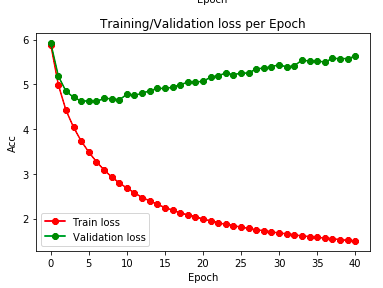 Epoch
Training/Validation loss per Epoch
6
5
4
3
2
Acc
Train loss
Validation loss
0 5 10 15 20 25 30 35 40
Epoch